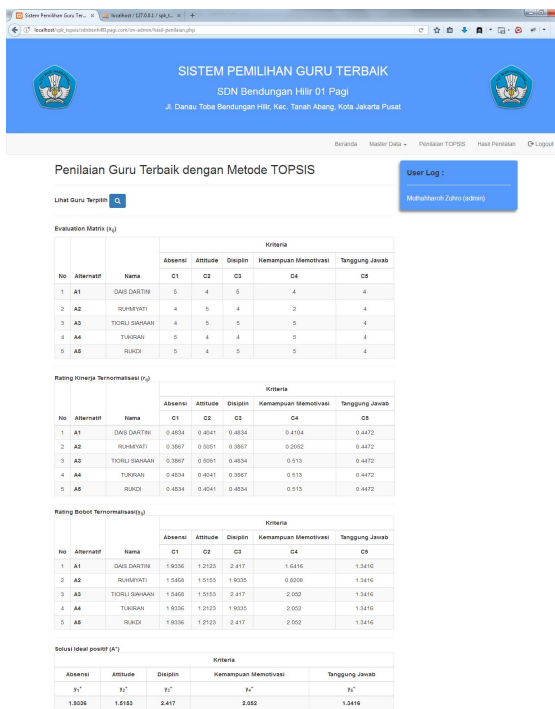 Sistem Pemilihan Guru Ter... × localhost / 127.0.0.1 / spk_t... × +
localhost/spk_topsis/sdnbenhil01pagi.com/sin-admin/hasil-penilaian.php
SISTEM PEMILIHAN GURU TERBAIK
SDN Bendungan Hilir 01 Pagi
Jl. Danau Toba Bendungan Hilir, Kec. Tanah Abang, Kota Jakarta Pusat
Beranda Master Data Penilaian TOPSIS Hasil Penilaian Logout
Penilaian Guru Terbaik dengan Metode TOPSIS
User Log :
Muthahharoh Zuhro (admin)
Lihat Guru Terpilih
Evaluation Matrix (xij)
Kriteria
Absensi Attitude Disiplin Kemampuan Memotivasi Tanggung Jawab
No Alternatif Nama C1 C2 C3 C4 C5
1 A1 DAIS DARTINI 5 4 5 4 4
2 A2 RUHMIYATI 4 5 4 2 4
3 A3 TIORLI SIAHAAN 4 5 5 5 4
4 A4 TUKIRAN 5 4 4 5 4
5 A5 RUKDI 5 4 5 5 4
Rating Kinerja Ternormalisasi (rij)
Kriteria
Absensi Attitude Disiplin Kemampuan Memotivasi Tanggung Jawab
No Alternatif Nama C1 C2 C3 C4 C5
1 A1 DAIS DARTINI 0.4834 0.4041 0.4834 0.4104 0.4472
2 A2 RUHMIYATI 0.3867 0.5051 0.3867 0.2052 0.4472
3 A3 TIORLI SIAHAAN 0.3867 0.5051 0.4834 0.513 0.4472
4 A4 TUKIRAN 0.4834 0.4041 0.3867 0.513 0.4472
5 A5 RUKDI 0.4834 0.4041 0.4834 0.513 0.4472
Rating Bobot Ternormalisasi(yij)
Kriteria
Absensi Attitude Disiplin Kemampuan Memotivasi Tanggung Jawab
No Alternatif Nama C1 C2 C3 C4 C5
1 A1 DAIS DARTINI 1.9336 1.2123 2.417 1.6416 1.3416
2 A2 RUHMIYATI 1.5468 1.5153 1.9335 0.8208 1.3416
3 A3 TIORLI SIAHAAN 1.5468 1.5153 2.417 2.052 1.3416
4 A4 TUKIRAN 1.9336 1.2123 1.9335 2.052 1.3416
5 A5 RUKDI 1.9336 1.2123 2.417 2.052 1.3416
Solusi Ideal positif (A⁺)
Kriteria
Absensi Attitude Disiplin Kemampuan Memotivasi Tanggung Jawab
y₁⁺ y₂⁺ y₃⁺ y₄⁺ y₅⁺
1.9336 1.5153 2.417 2.052 1.3416